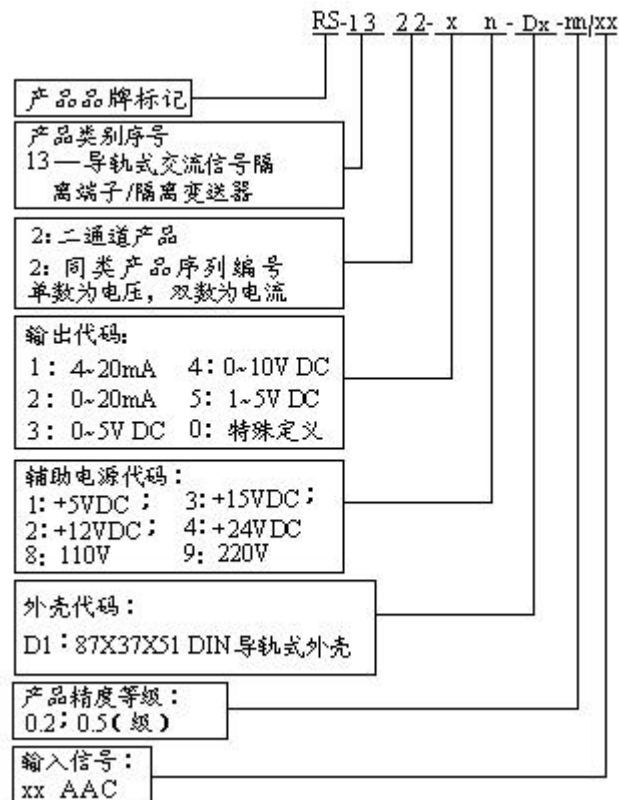 RS-13 22- x n - Dx -nn/xx
产品品牌标记
产品类别序号
13—导轨式交流信号隔
离端子/隔离变送器
2:二通道产品
2:同类产品序列编号
单数为电压，双数为电流
输出代码:
1：4~20mA 4：0~10V DC
2：0~20mA 5：1~5V DC
3：0~5V DC 0：特殊定义
辅助电源代码：
1:+5VDC； 3:+15VDC；
2:+12VDC； 4:+24VDC
8：110V 9：220V
外壳代码：
D1：87X37X51 DIN导轨式外壳
产品精度等级：
0.2；0.5(级)
输入信号：
xx AAC